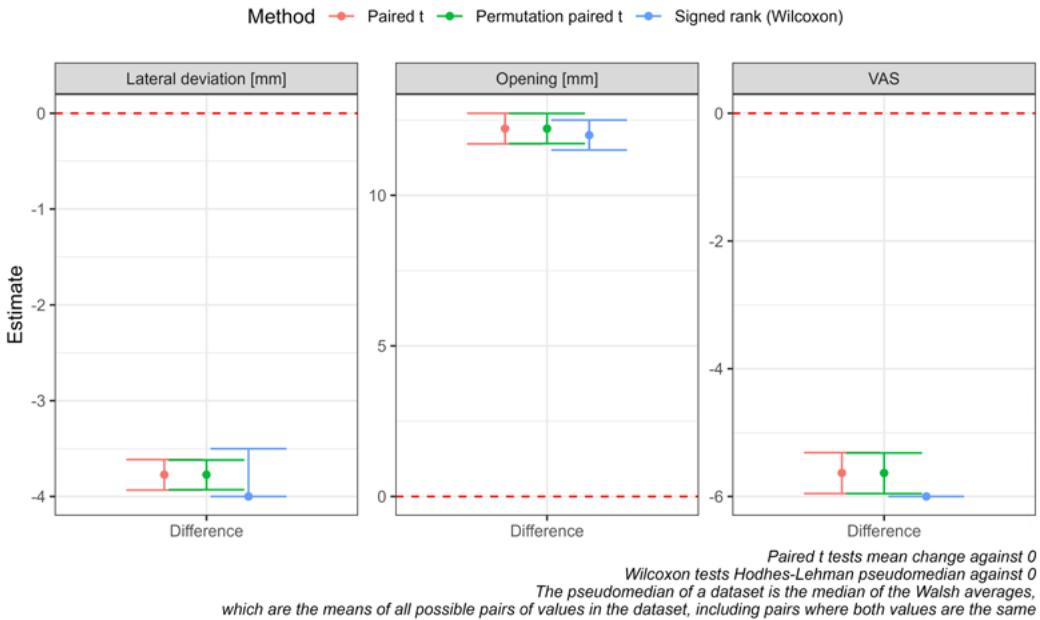 Method Paired t Permutation paired t Signed rank (Wilcoxon)
Lateral deviation [mm] Opening [mm] VAS
Estimate
0
-1
-2
-3
-4
10
5
0
0
-2
-4
-6
Difference Difference Difference
Paired t tests mean change against 0
Wilcoxon tests Hodhes-Lehman pseudomedian against 0
The pseudomedian of a dataset is the median of the Walsh averages,
which are the means of all possible pairs of values in the dataset, including pairs where both values are the same